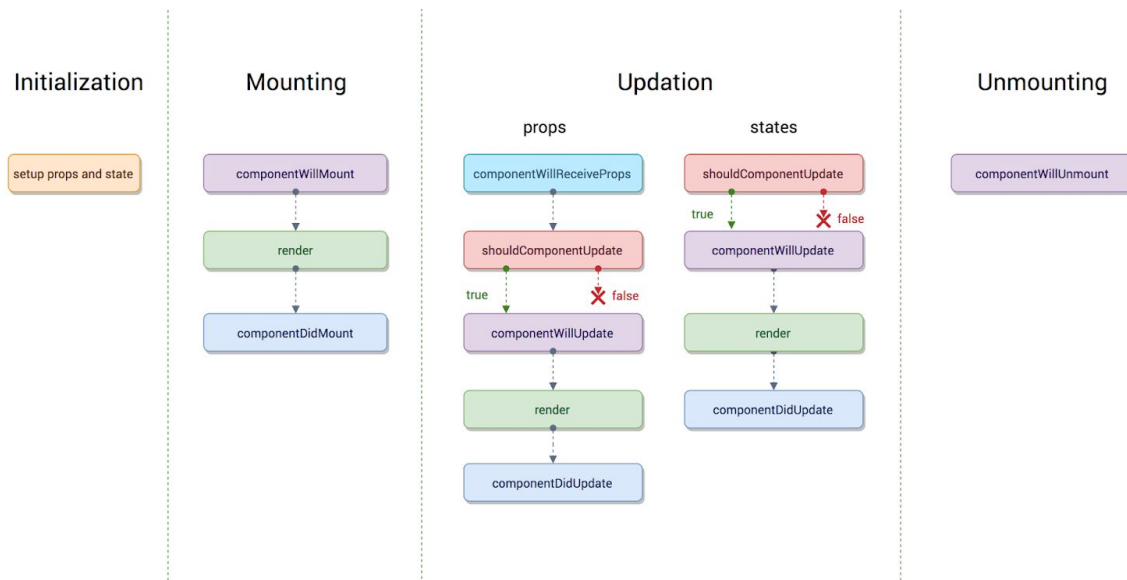 Initialization
setup props and state
Mounting
componentWillMount
render
componentDidMount
Updation
props
componentWillReceiveProps
shouldComponentUpdate
true
false
componentWillUpdate
render
componentDidUpdate
states
shouldComponentUpdate
true
false
componentWillUpdate
render
componentDidUpdate
Unmounting
componentWillUnmount